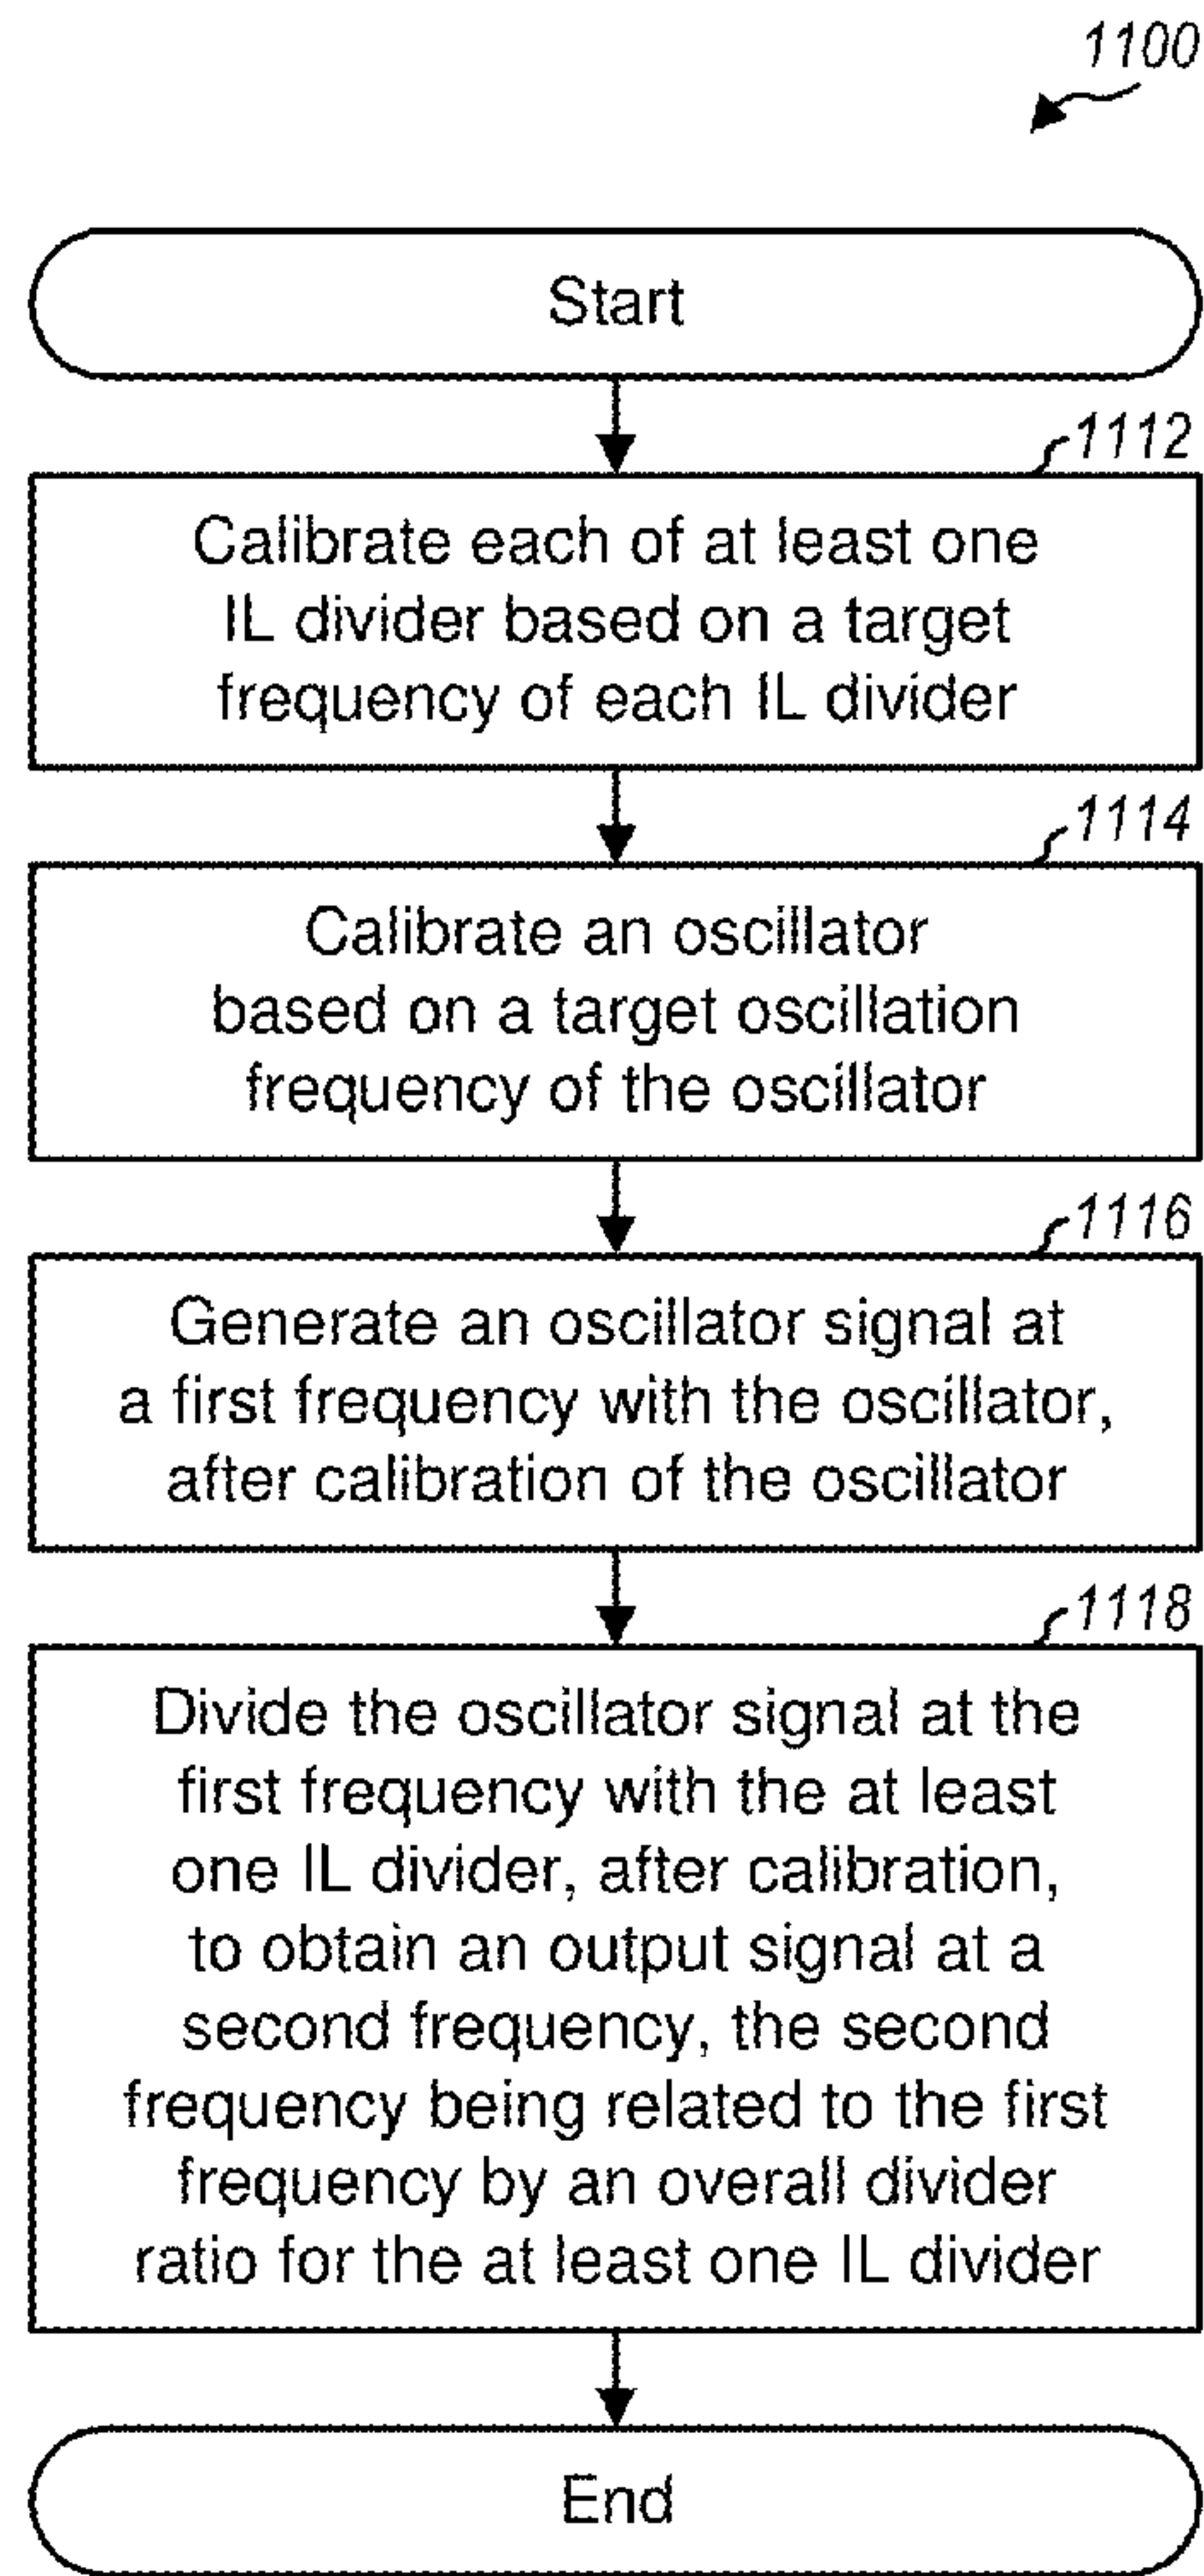 1100
Start
1112
Calibrate each of at least one
IL divider based on a target
frequency of each IL divider
1114
Calibrate an oscillator
based on a target oscillation
frequency of the oscillator
1116
Generate an oscillator signal at
a first frequency with the oscillator,
after calibration of the oscillator
1118
Divide the oscillator signal at the
first frequency with the at least
one IL divider, after calibration,
to obtain an output signal at a
second frequency, the second
frequency being related to the first
frequency by an overall divider
ratio for the at least one IL divider
End